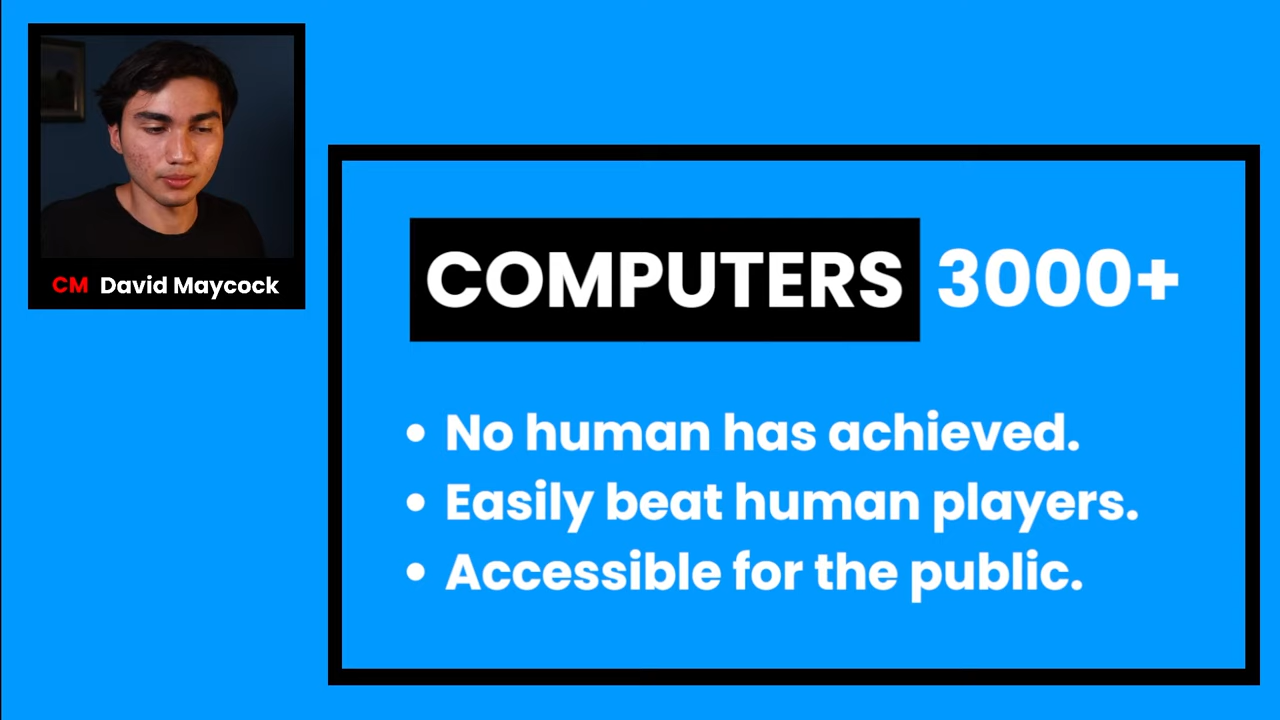 CM David Maycock
COMPUTERS 3000+
• No human has achieved.
• Easily beat human players.
• Accessible for the public.